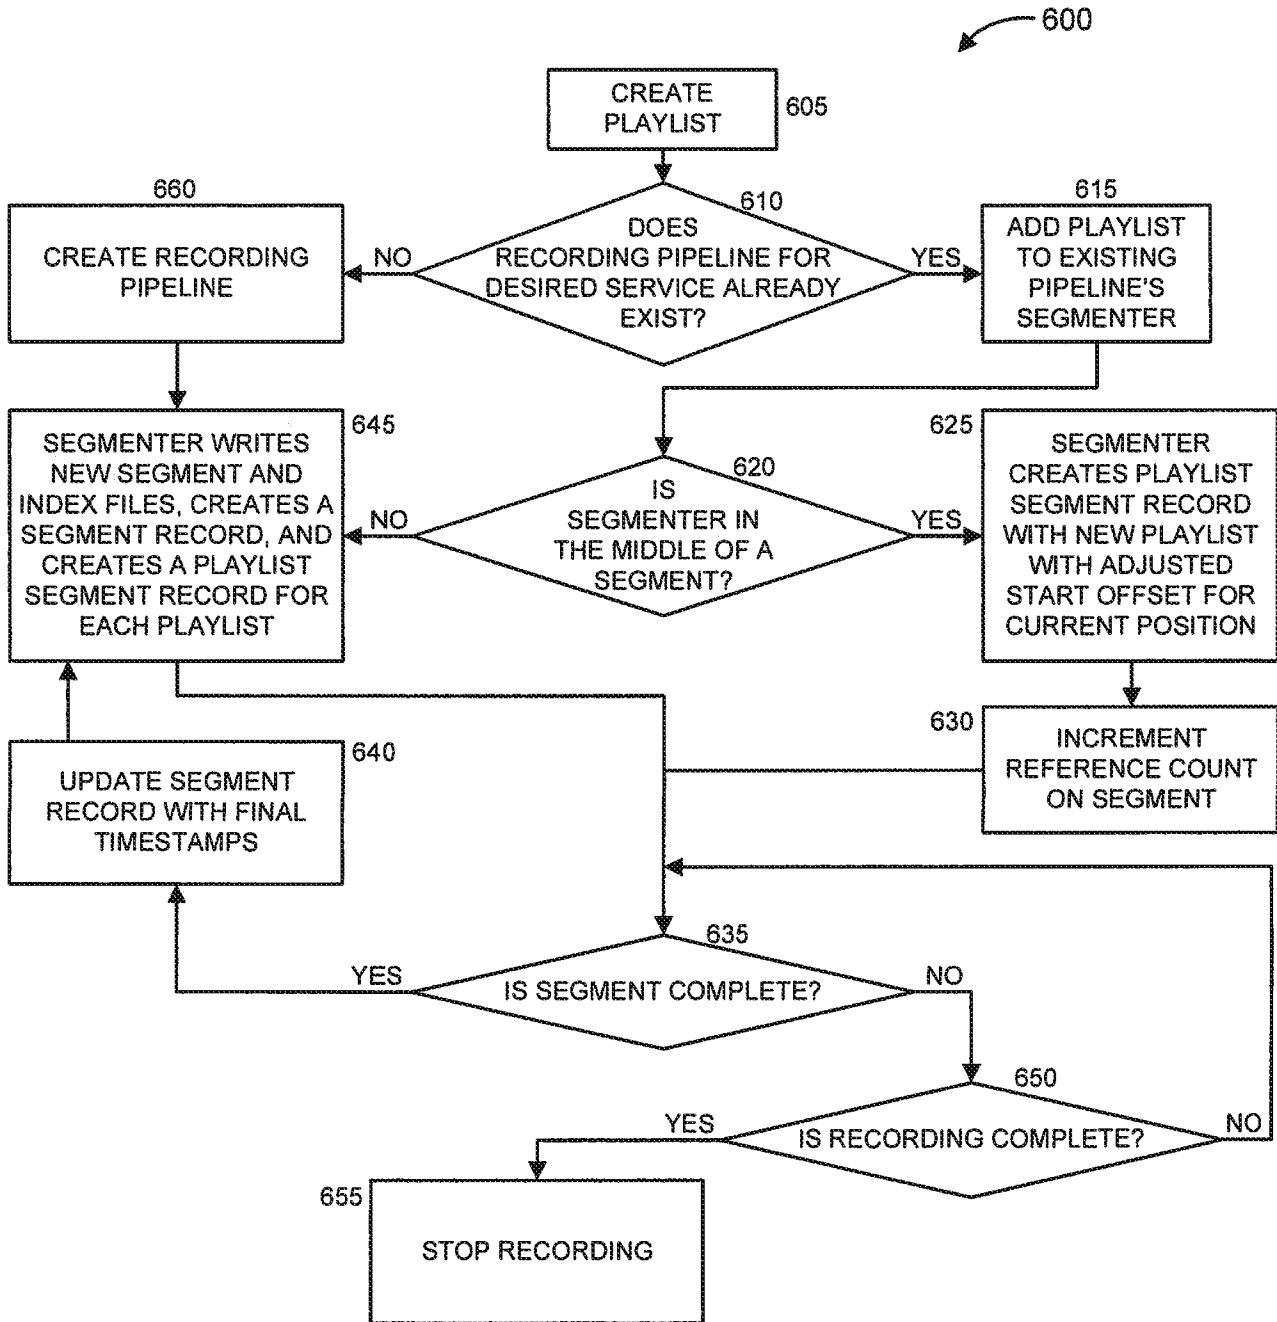 600
CREATE
PLAYLIST
605
610
DOES
RECORDING PIPELINE FOR
DESIRED SERVICE ALREADY
EXIST?
NO
YES
660
CREATE RECORDING
PIPELINE
615
ADD PLAYLIST
TO EXISTING
PIPELINE'S
SEGMENTER
645
SEGMENTER WRITES
NEW SEGMENT AND
INDEX FILES, CREATES A
SEGMENT RECORD, AND
CREATES A PLAYLIST
SEGMENT RECORD FOR
EACH PLAYLIST
620
IS
SEGMENTER IN
THE MIDDLE OF A
SEGMENT?
NO
YES
625
SEGMENTER
CREATES PLAYLIST
SEGMENT RECORD
WITH NEW PLAYLIST
WITH ADJUSTED
START OFFSET FOR
CURRENT POSITION
630
INCREMENT
REFERENCE COUNT
ON SEGMENT
640
UPDATE SEGMENT
RECORD WITH FINAL
TIMESTAMPS
635
IS SEGMENT COMPLETE?
YES
NO
650
IS RECORDING COMPLETE?
YES
NO
655
STOP RECORDING